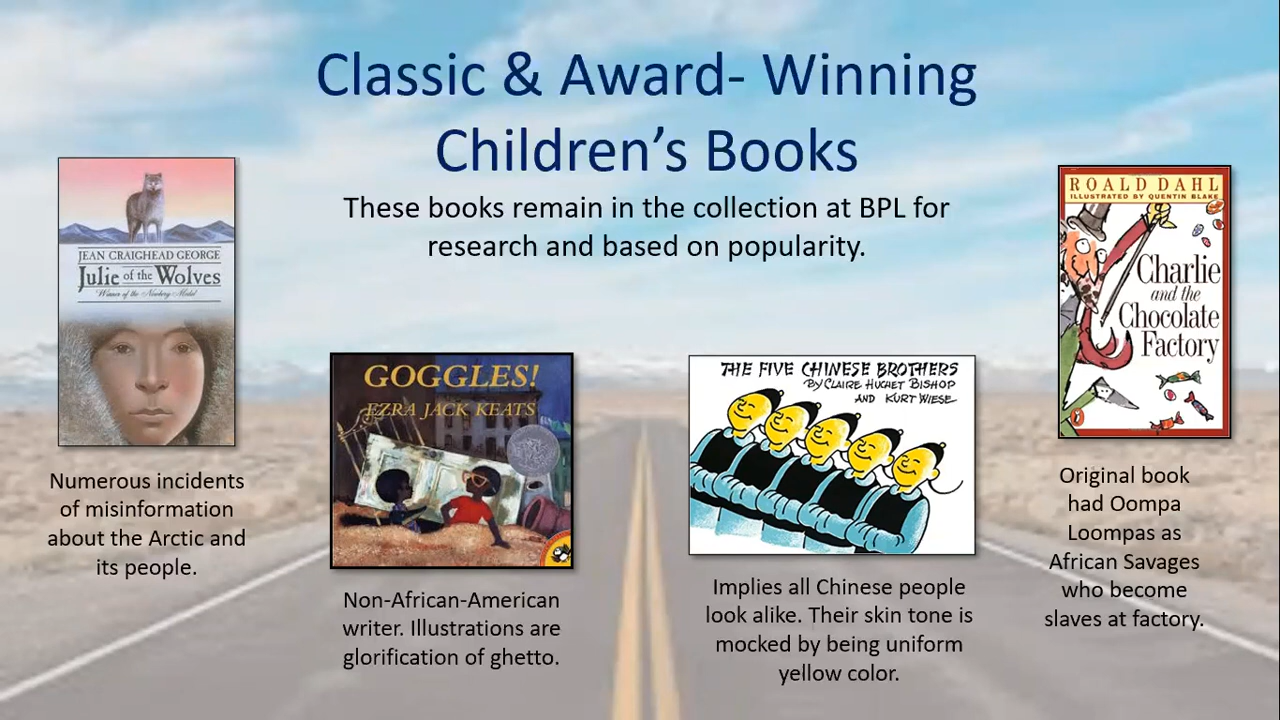 Classic & Award- Winning
Children's Books
These books remain in the collection at BPL for
research and based on popularity.
JEAN CRAIGHEAD GEORGE
Julie of the Wolves
Winner of the Newbery Medal
Numerous incidents
of misinformation
about the Arctic and
its people.
GOGGLES!
EZRA JACK KEATS
Non-African-American
writer. Illustrations are
glorification of ghetto.
THE FIVE CHINESE BROTHERS
BY CLAIRE HUCHET BISHOP
AND KURT WIESE
Implies all Chinese people
look alike. Their skin tone is
mocked by being uniform
yellow color.
ROALD DAHL
ILLUSTRATED BY QUENTIN BLAKE
Charlie
and the
Chocolate
Factory
Original book
had Oompa
Loompas as
African Savages
who become
slaves at factory.